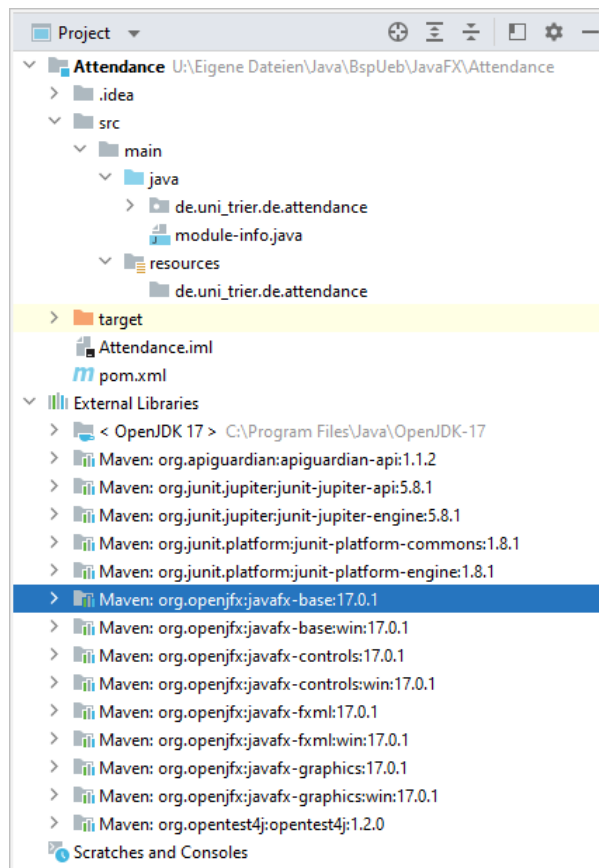 Project
Attendance U:\Eigene Dateien\Java\BspUeb\JavaFX\Attendance
.idea
src
main
java
de.uni_trier.de.attendance
module-info.java
resources
de.uni_trier.de.attendance
target
Attendance.iml
m pom.xml
External Libraries
< OpenJDK 17 > C:\Program Files\Java\OpenJDK-17
Maven: org.apiguardian:apiguardian-api:1.1.2
Maven: org.junit.jupiter:junit-jupiter-api:5.8.1
Maven: org.junit.jupiter:junit-jupiter-engine:5.8.1
Maven: org.junit.platform:junit-platform-commons:1.8.1
Maven: org.junit.platform:junit-platform-engine:1.8.1
Maven: org.openjfx:javafx-base:17.0.1
Maven: org.openjfx:javafx-base:win:17.0.1
Maven: org.openjfx:javafx-controls:17.0.1
Maven: org.openjfx:javafx-controls:win:17.0.1
Maven: org.openjfx:javafx-fxml:17.0.1
Maven: org.openjfx:javafx-fxml:win:17.0.1
Maven: org.openjfx:javafx-graphics:17.0.1
Maven: org.openjfx:javafx-graphics:win:17.0.1
Maven: org.opentest4j:opentest4j:1.2.0
Scratches and Consoles